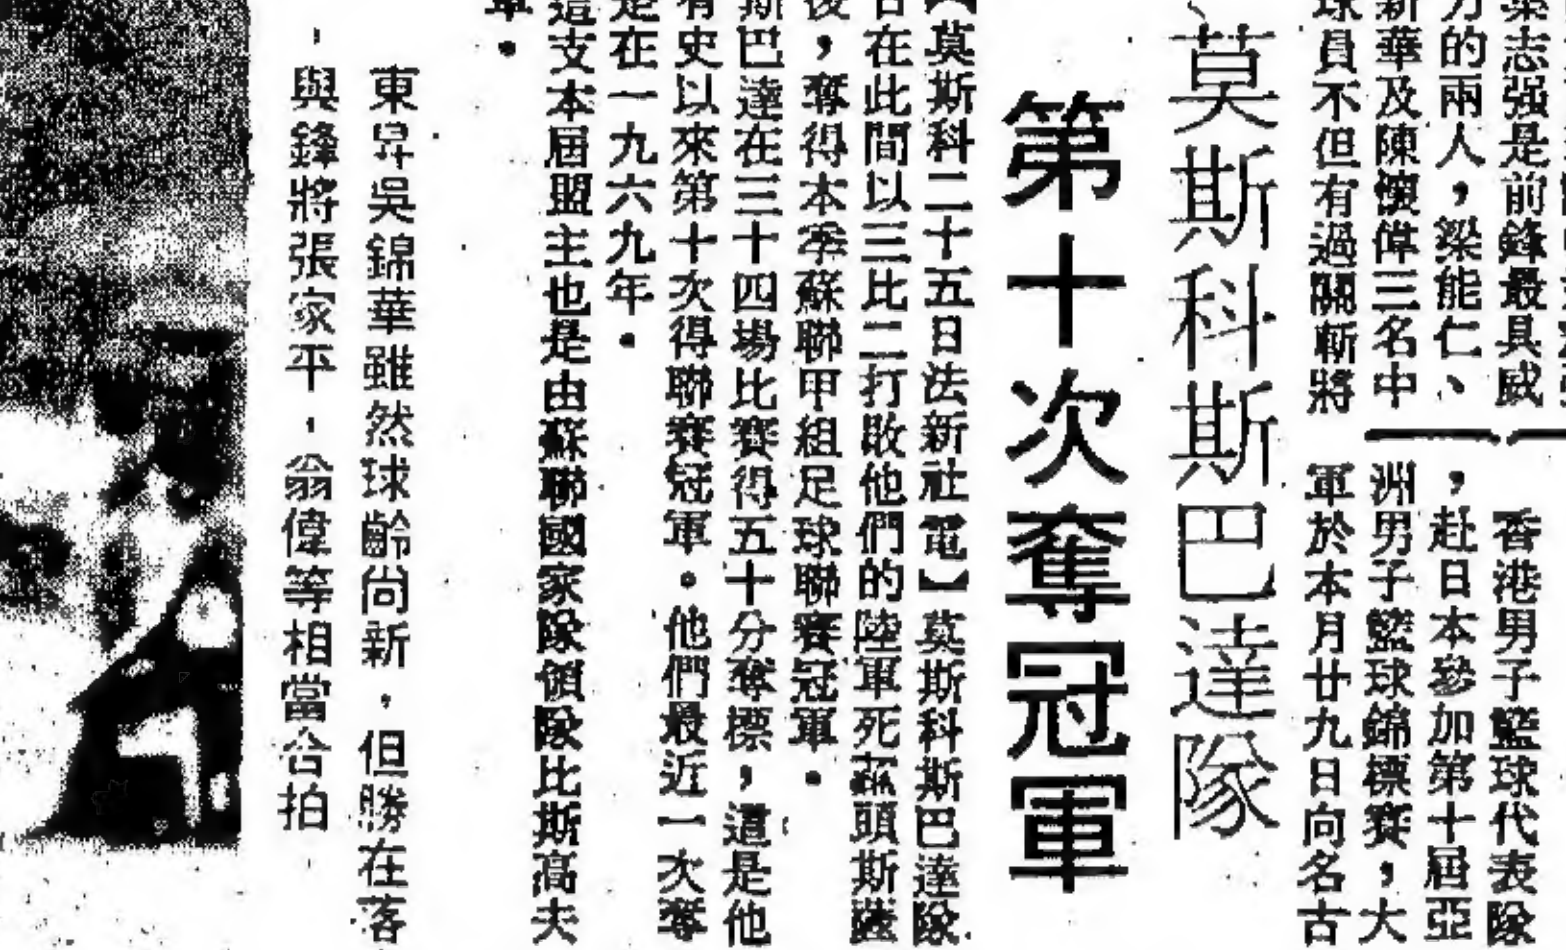 梁志强是前鋒最具威
力的兩人，梁能仁、
新華及陳懷偉三名中
球員不但有過關斬將
香港男子籃球代表隊
，赴日本參加第十屆亞
洲男子籃球錦標賽，大
軍於本月廿九日向名古
莫斯科斯巴達隊
第十次奪冠軍
【莫斯科二十五日法新社電】莫斯科斯巴達隊
日在此間以三比二打敗他們的陸軍死敵頭斯
後，奪得本季蘇聯甲組足球聯賽冠軍。
斯巴達在三十四場比賽得五十分奪標，這是他
有史以來第十次得聯賽冠軍。他們最近一次奪
是在一九六九年。
這支本屆盟主也是由蘇聯國家隊領隊比斯高夫
軍。
東昇吳錦華雖然球齡尚新，但勝在落
，與鋒將張家平，翁偉等相當合拍